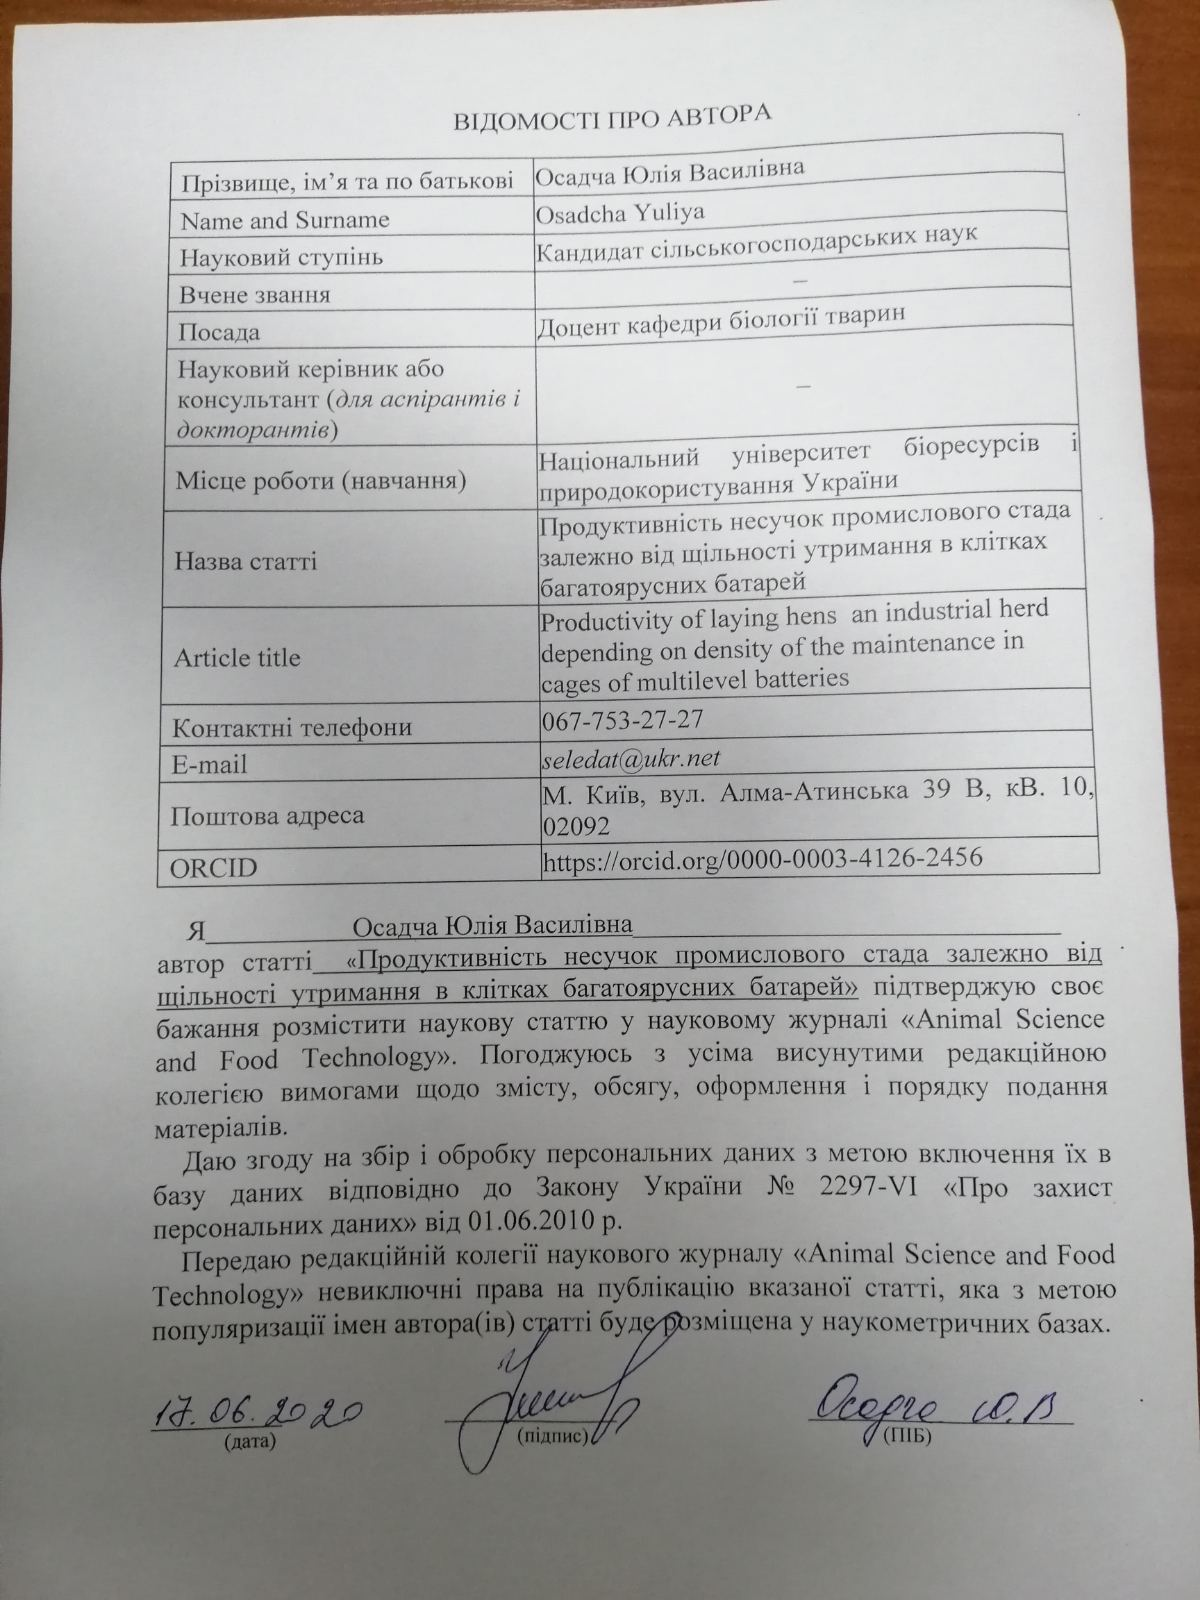 ВІДОМОСТІ ПРО АВТОРА
Прізвище, ім’я та по батькові Осадча Юлія Василівна
Name and Surname Osadcha Yuliya
Науковий ступінь Кандидат сільськогосподарських наук
Вчене звання –
Посада Доцент кафедри біології тварин
Науковий керівник або
консультант (для аспірантів і
докторантів)
–
Місце роботи (навчання)
Національний університет біоресурсів і
природокористування України
Назва статті
Продуктивність несучок промислового стада
залежно від щільності утримання в клітках
багатоярусних батарей
Article title
Productivity of laying hens an industrial herd
depending on density of the maintenance in
cages of multilevel batteries
Контактні телефони 067-753-27-27
E-mail seledat@ukr.net
Поштова адреса
М. Київ, вул. Алма-Атинська 39 В, кВ. 10,
02092
ORCID https://orcid.org/0000-0003-4126-2456
Я Осадча Юлія Василівна
автор статті «Продуктивність несучок промислового стада залежно від
щільності утримання в клітках багатоярусних батарей» підтверджую своє
бажання розмістити наукову статтю у науковому журналі «Animal Science
and Food Technology». Погоджуюсь з усіма висунутими редакційною
колегією вимогами щодо змісту, обсягу, оформлення і порядку подання
матеріалів.
Даю згоду на збір і обробку персональних даних з метою включення їх в
базу даних відповідно до Закону України № 2297-VI «Про захист
персональних даних» від 01.06.2010 р.
Передаю редакційній колегії наукового журналу «Animal Science and Food
Technology» невиключні права на публікацію вказаної статті, яка з метою
популяризації імен автора(ів) статті буде розміщена у наукометричних базах.
17.06.2020 Осадча Ю.В
(дата) (підпис) (ПІБ)